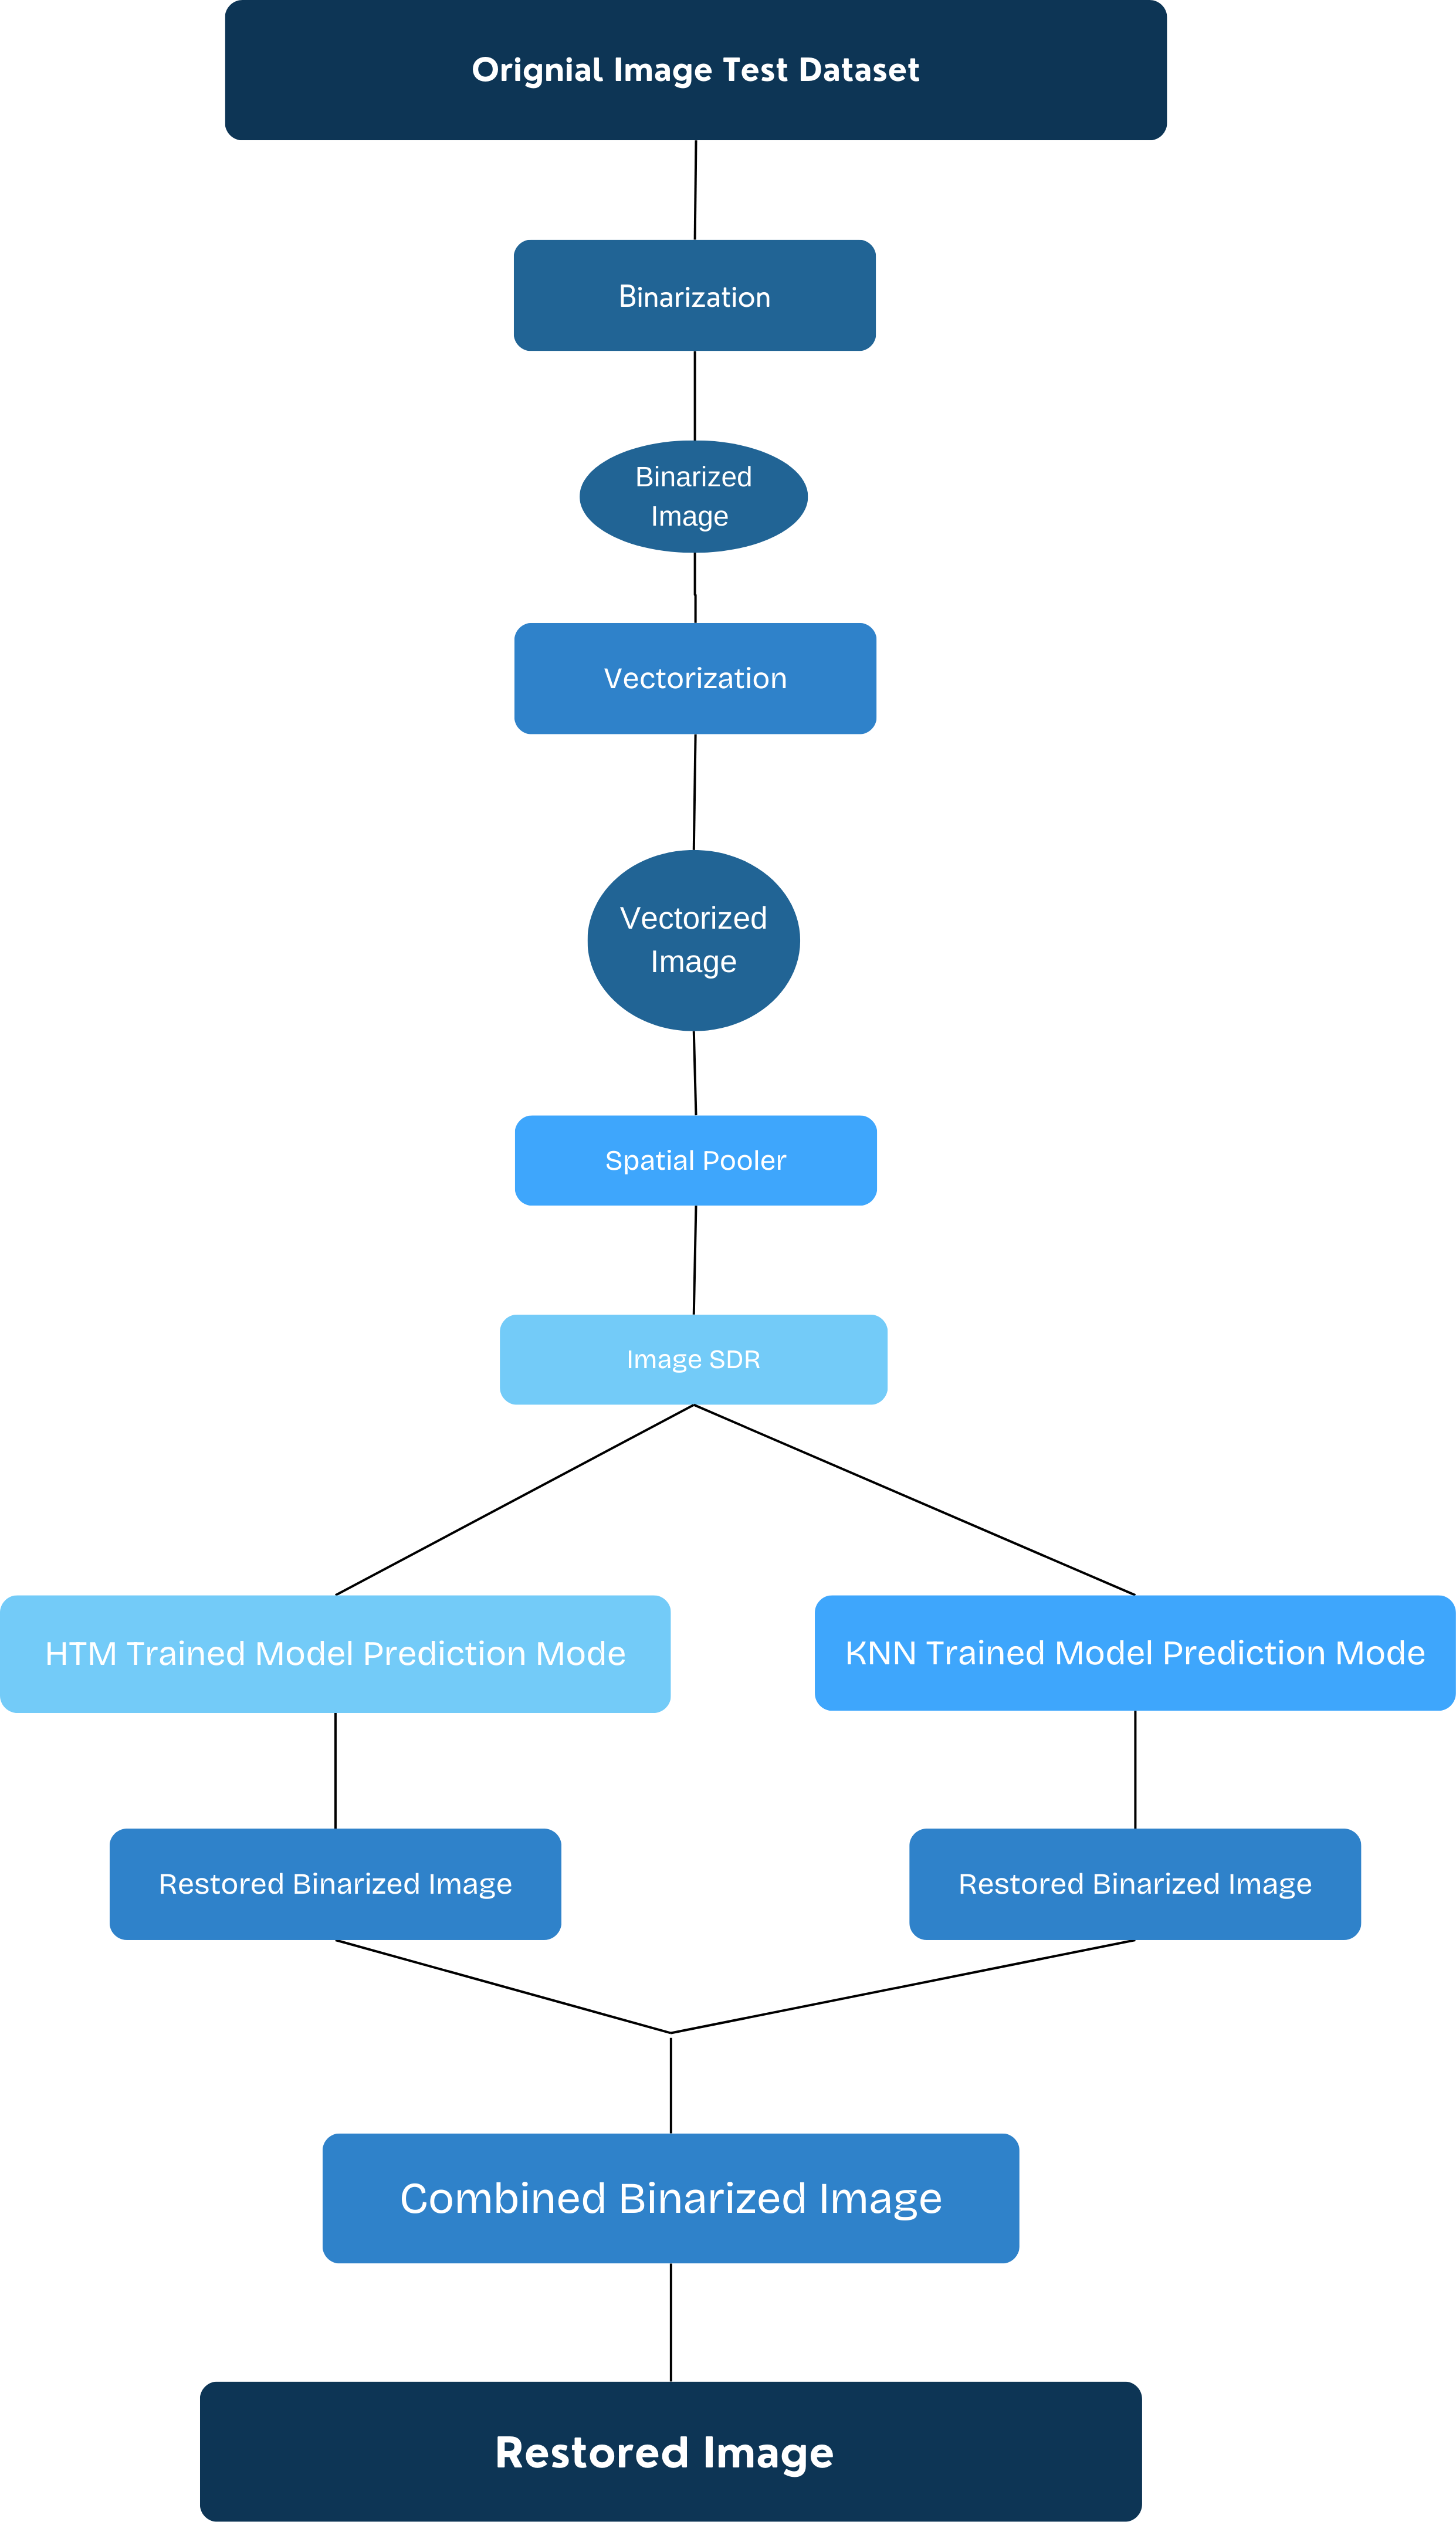 Orignial Image Test Dataset
Binarization
Binarized
Image
Vectorization
Vectorized
Image
Spatial Pooler
Image SDR
HTM Trained Model Prediction Mode
KNN Trained Model Prediction Mode
Restored Binarized Image
Restored Binarized Image
Combined Binarized Image
Restored Image